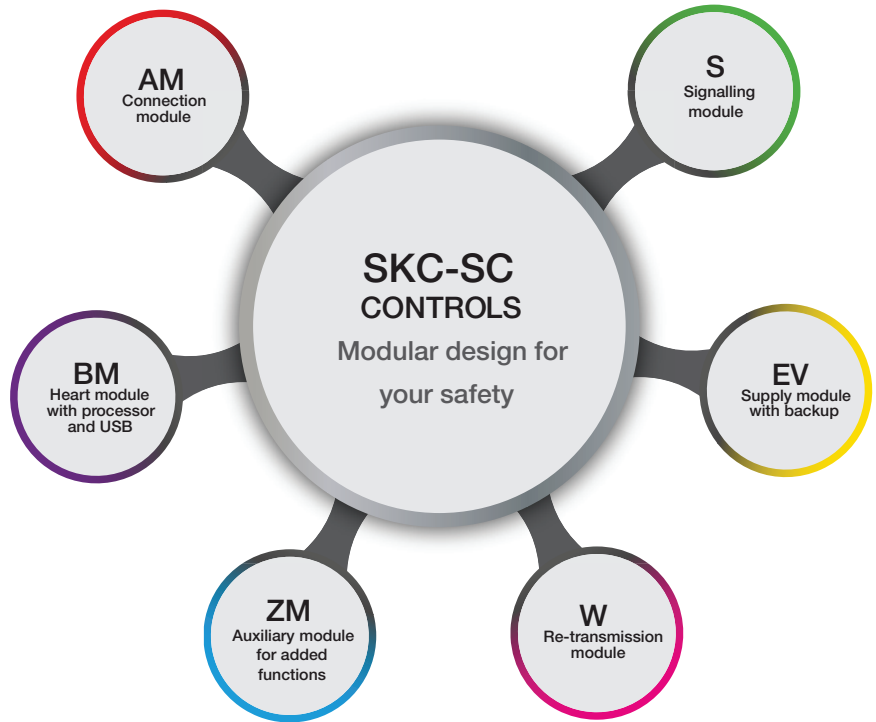 AM
Connection
module
S
Signalling
module
SKC-SC
CONTROLS
Modular design for
your safety
BM
Heart module
with processor
and USB
EV
Supply module
with backup
ZM
Auxiliary module
for added
functions
W
Re-transmission
module